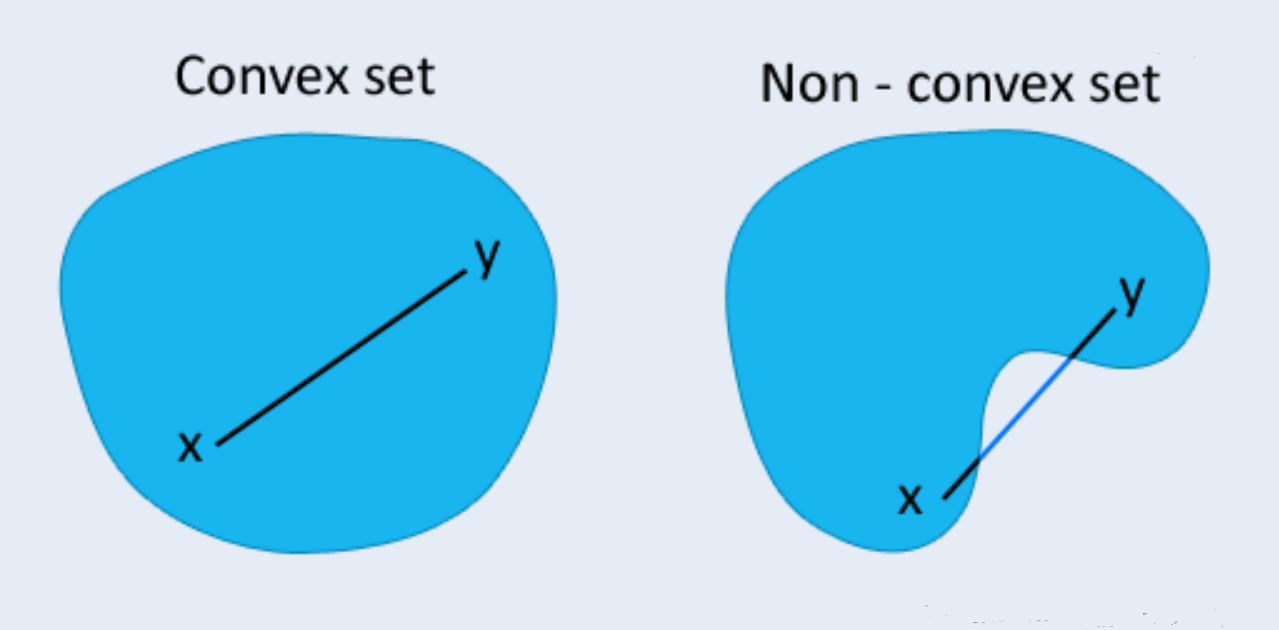 Convex set
Non - convex set
y
x
y
x